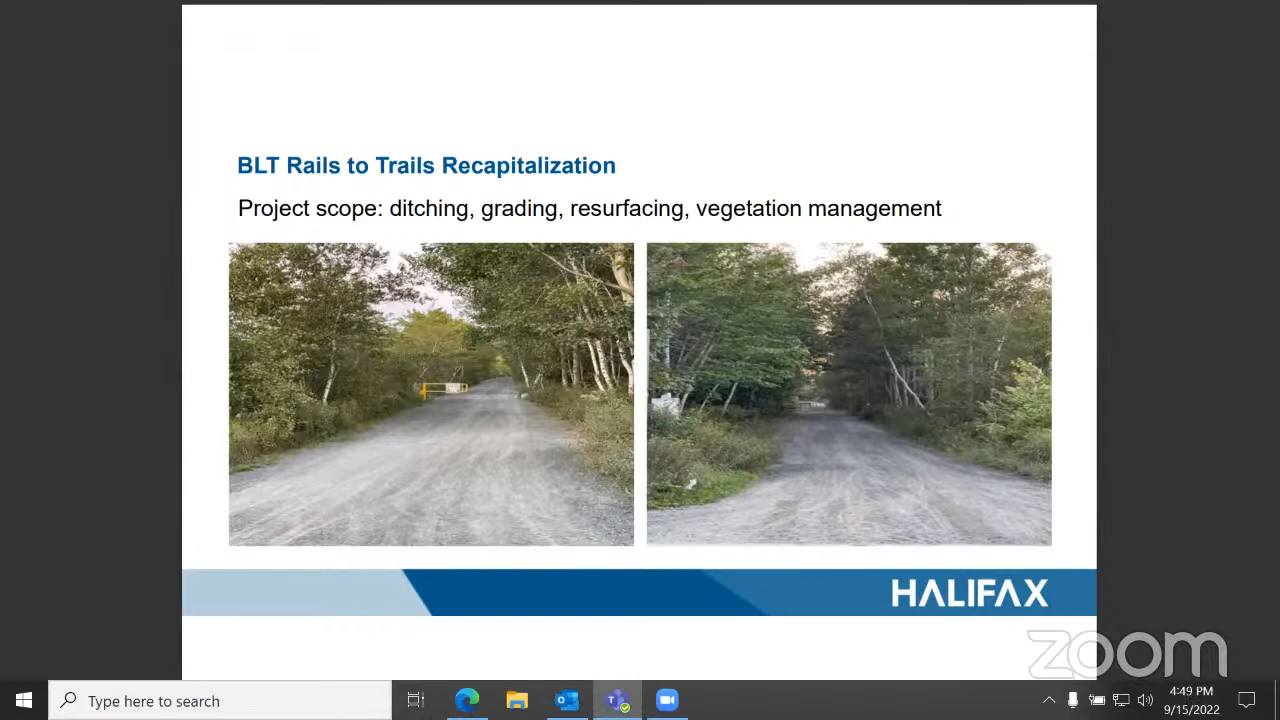 BLT Rails to Trails Recapitalization
Project scope: ditching, grading, resurfacing, vegetation management
HALIFAX
zoom
Type here to search
4:49 PM
9/15/2022